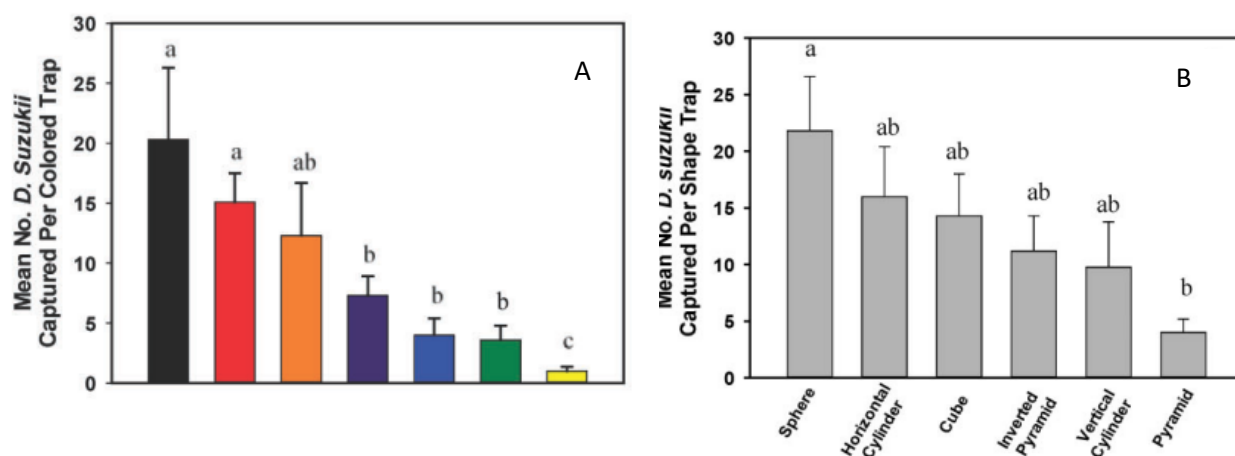 Mean No. D. Suzukii
Captured Per Colored Trap
30
25
20
15
10
5
0
a
a
ab
b
b
b
c
A
Mean No. D. suzukii
Captured Per Shape Trap
30
25
20
15
10
5
0
a
ab
ab
ab
ab
b
B
Sphere
Horizontal
Cylinder
Cube
Inverted
Pyramid
Vertical
Cylinder
Pyramid